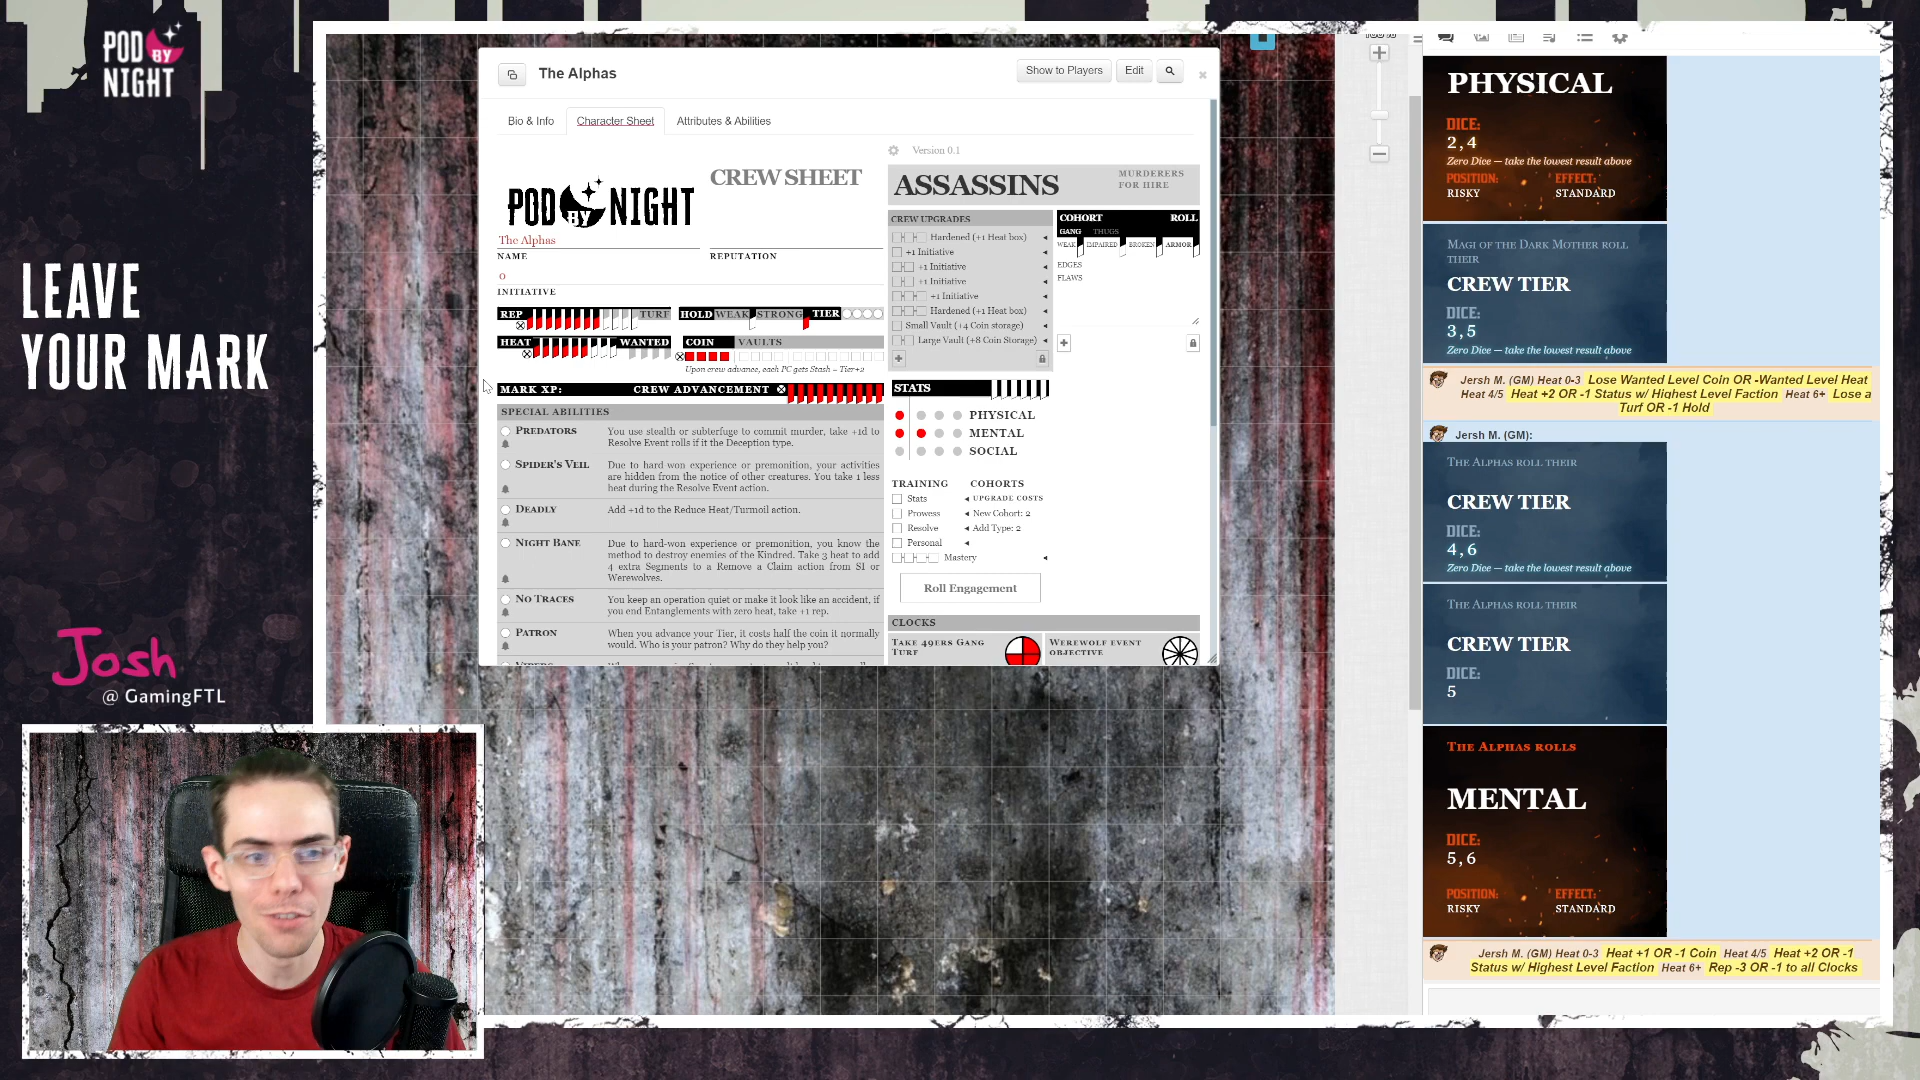 POD
BY
NIGHT
LEAVE
YOUR MARK
Josh
@ GamingFTL
The Alphas
Show to Players
Edit
Bio & Info
Character Sheet
Attributes & Abilities
POD BY NIGHT
CREW SHEET
The Alphas
NAME
REPUTATION
0
INITIATIVE
REP
TURF
HOLD WEAK STRONG TIER
HEAT
WANTED
COIN VAULTS
Upon crew advance, each PC gets Stash = Tier+2
MARK XP:
CREW ADVANCEMENT
SPECIAL ABILITIES
PREDATORS
You use stealth or subterfuge to commit murder, take +1d to
Resolve Event rolls if it the Deception type.
SPIDER'S VEIL
Due to hard won experience or premonition, your activities
are hidden from the notice of other creatures. You take 1 less
heat during the Resolve Event action.
DEADLY
Add +1d to the Reduce Heat/Turmoil action.
NIGHT BANE
Due to hard-won experience or premonition, you know the
method to destroy enemies of the Kindred. Take 3 heat to add
4 extra Segments to a Remove a Claim action from SI or
Werewolves.
NO TRACES
You keep an operation quiet or make it look like an accident, if
you end Entanglements with zero heat, take +1 rep.
PATRON
When you advance your Tier, it costs half the coin it normally
would. Who is your patron? Why do they help you?
Version 0.1
ASSASSINS
MURDERERS
FOR HIRE
CREW UPGRADES
Hardened (+1 Heat box)
+1 Initiative
+1 Initiative
+1 Initiative
+1 Initiative
Hardened (+1 Heat box)
Small Vault (+4 Coin storage)
Large Vault (+8 Coin Storage)
COHORT
ROLL
GANG
THUGS
WEAK
IMPAIRED
BROKEN
ARMOR
EDGES
FLAWS
STATS
PHYSICAL
MENTAL
SOCIAL
TRAINING
COHORTS
Stats
UPGRADE COSTS
Prowess
New Cohort: 2
Resolve
Add Type: 2
Personal
Mastery
Roll Engagement
CLOCKS
TAKE 49ERS GANG
TURF
WEREWOLF EVENT
OBJECTIVE
PHYSICAL
DICE:
2,4
Zero Dice — take the lowest result above
POSITION:
EFFECT:
RISKY
STANDARD
MAGI OF THE DARK MOTHER ROLL
THEIR
CREW TIER
DICE:
3,5
Zero Dice — take the lowest result above
Jersh M. (GM) Heat 0-3 Lose Wanted Level Coin OR -Wanted Level Heat
Heat 4/5 Heat +2 OR -1 Status w/ Highest Level Faction Heat 6+ Lose a
Turf OR -1 Hold
Jersh M. (GM):
THE ALPHAS ROLL THEIR
CREW TIER
DICE:
4,6
Zero Dice — take the lowest result above
THE ALPHAS ROLL THEIR
CREW TIER
DICE:
5
THE ALPHAS ROLLS
MENTAL
DICE:
5,6
POSITION:
EFFECT:
RISKY
STANDARD
Jersh M. (GM) Heat 0-3 Heat +1 OR -1 Coin Heat 4/5 Heat +2 OR -1
Status w/ Highest Level Faction Heat 6+ Rep -3 OR -1 to all Clocks